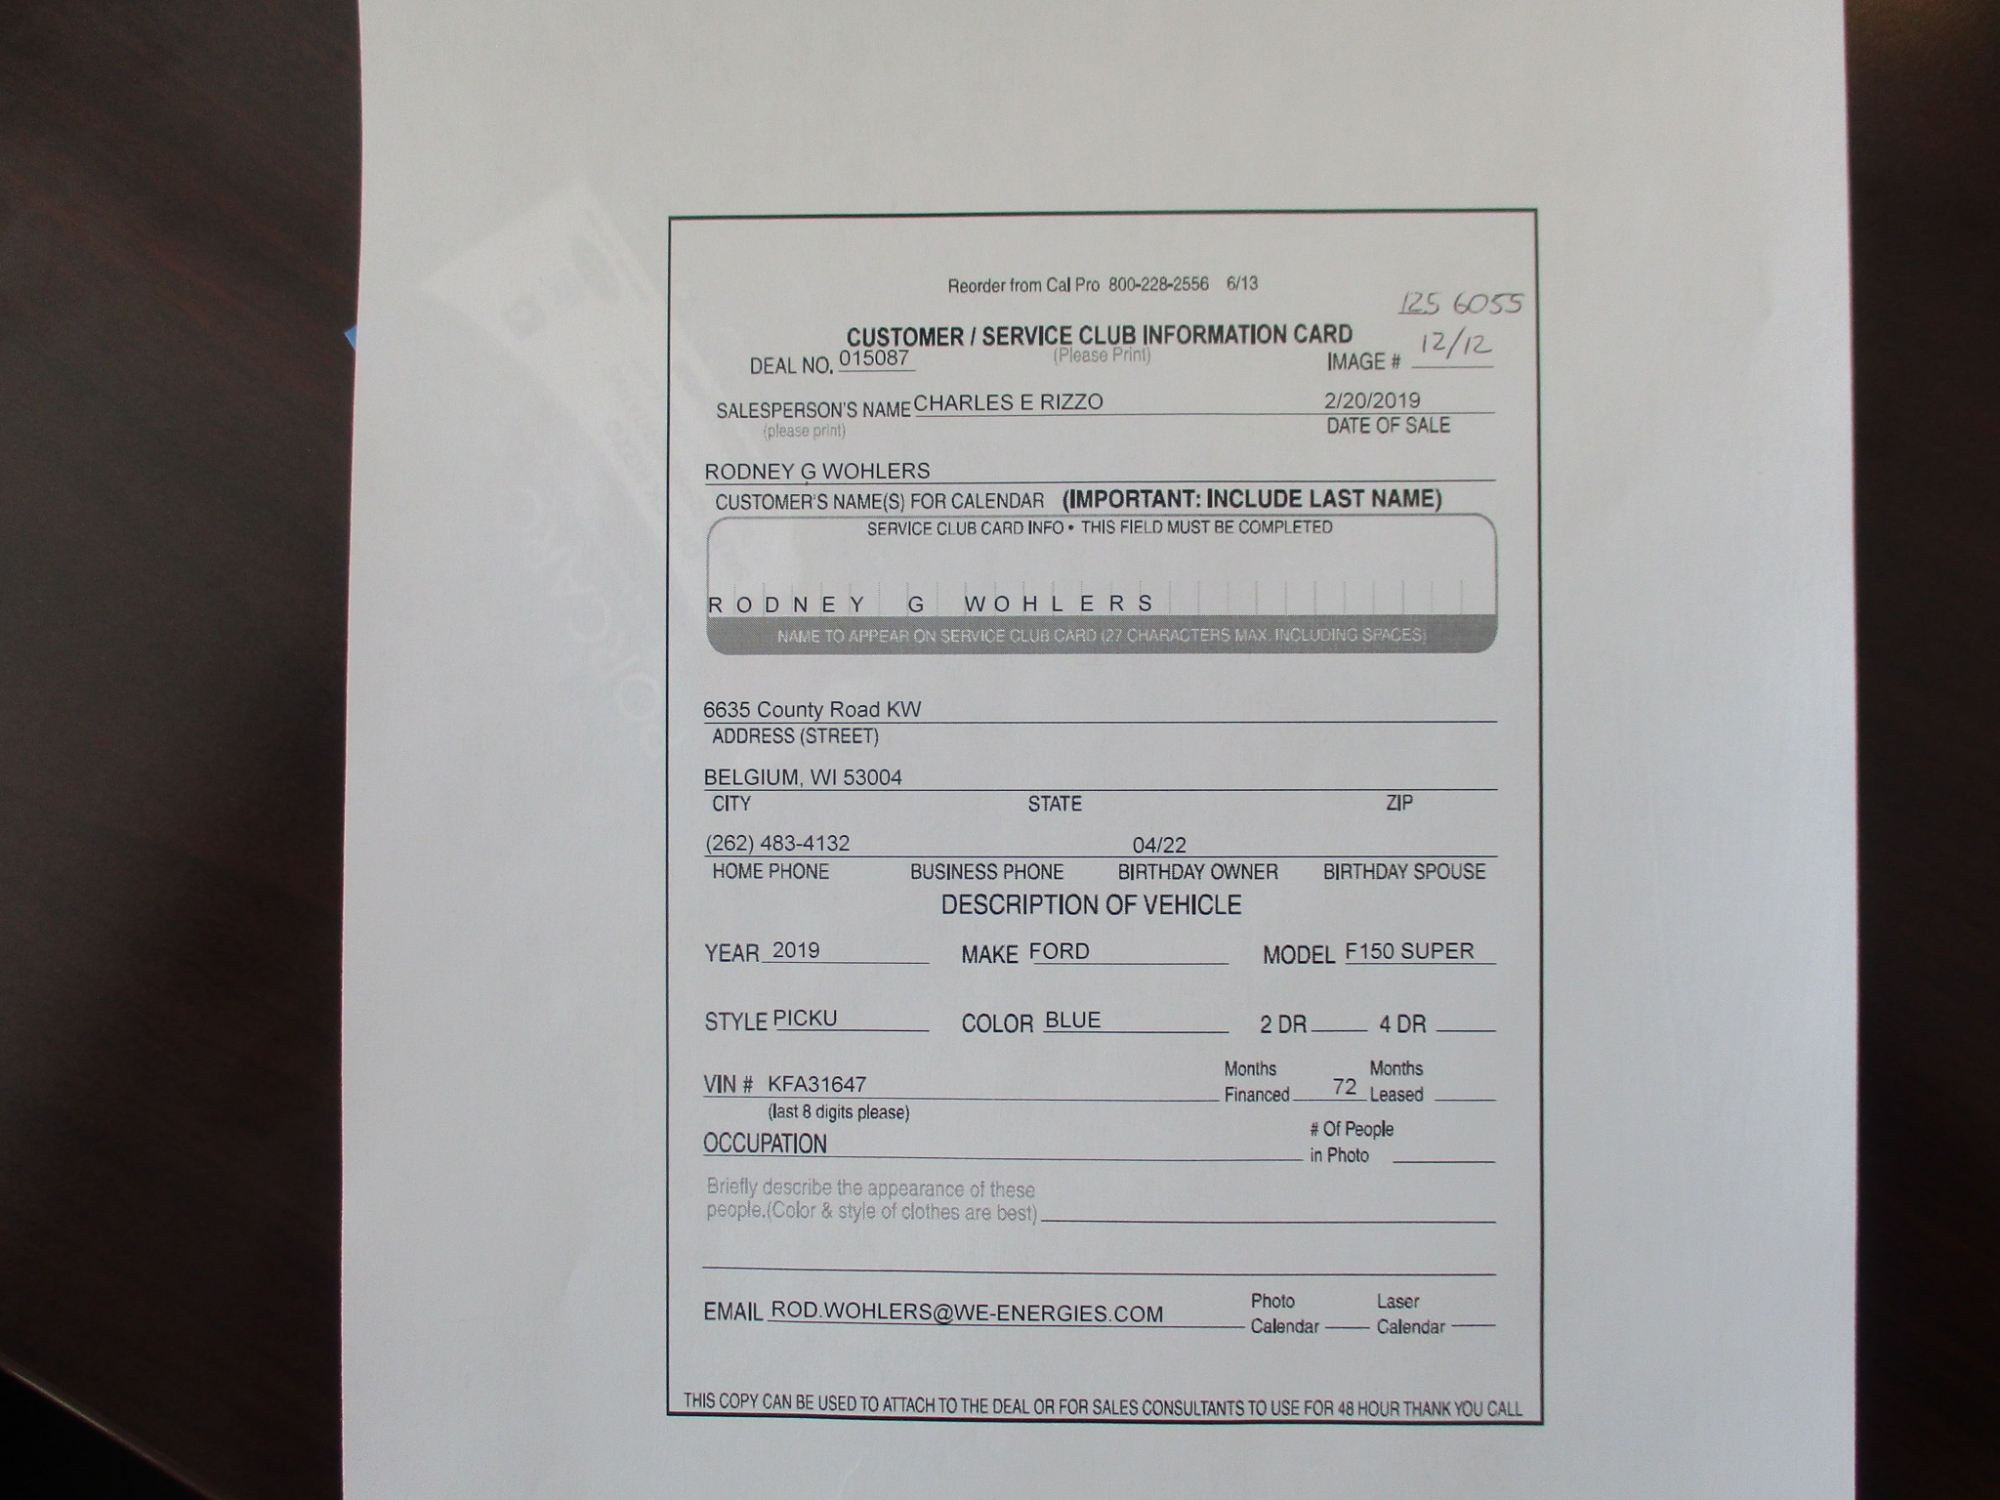 Reorder from Cal Pro 800-228-2556 6/13
125 6055
CUSTOMER / SERVICE CLUB INFORMATION CARD
(Please Print)
12/12
DEAL NO. 015087 IMAGE #
SALESPERSON'S NAME CHARLES E RIZZO 2/20/2019
(please print) DATE OF SALE
RODNEY G WOHLERS
CUSTOMER'S NAME(S) FOR CALENDAR (IMPORTANT: INCLUDE LAST NAME)
SERVICE CLUB CARD INFO • THIS FIELD MUST BE COMPLETED
RODNEY G WOHLERS
NAME TO APPEAR ON SERVICE CLUB CARD (27 CHARACTERS MAX. INCLUDING SPACES)
6635 County Road KW
ADDRESS (STREET)
BELGIUM, WI 53004
CITY STATE ZIP
(262) 483-4132 04/22
HOME PHONE BUSINESS PHONE BIRTHDAY OWNER BIRTHDAY SPOUSE
DESCRIPTION OF VEHICLE
YEAR 2019 MAKE FORD MODEL F150 SUPER
STYLE PICKU COLOR BLUE 2 DR 4 DR
VIN # KFA31647 Months Financed 72 Months Leased
(last 8 digits please)
OCCUPATION # Of People in Photo
Briefly describe the appearance of these
people.(Color & style of clothes are best)
EMAIL ROD.WOHLERS@WE-ENERGIES.COM Photo Calendar Laser Calendar
THIS COPY CAN BE USED TO ATTACH TO THE DEAL OR FOR SALES CONSULTANTS TO USE FOR 48 HOUR THANK YOU CALL